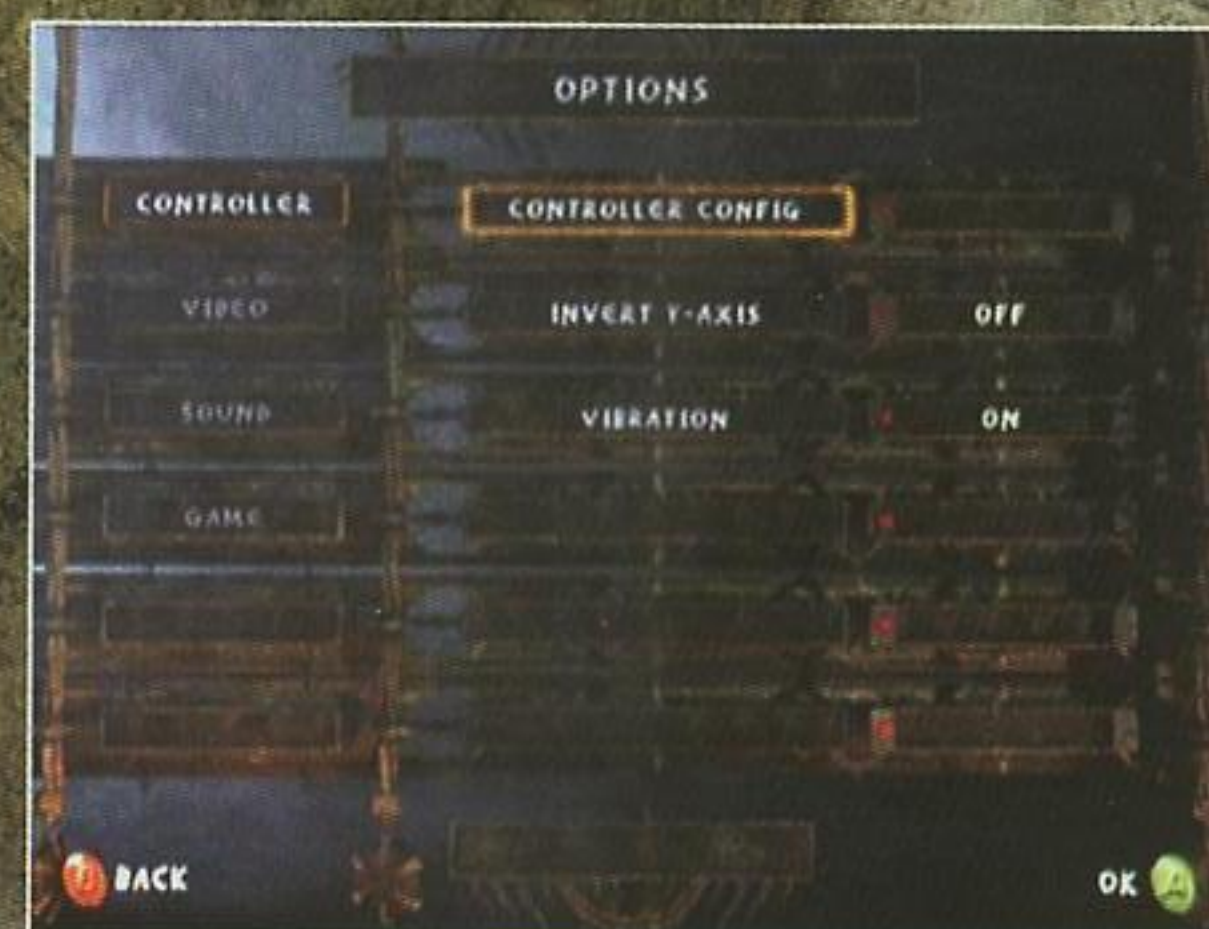 OPTIONS
CONTROLLER
CONTROLLER CONFIG
VIDEO
INVERT Y-AXIS
OFF
SOUND
VIBRATION
ON
GAME
B BACK
OK A